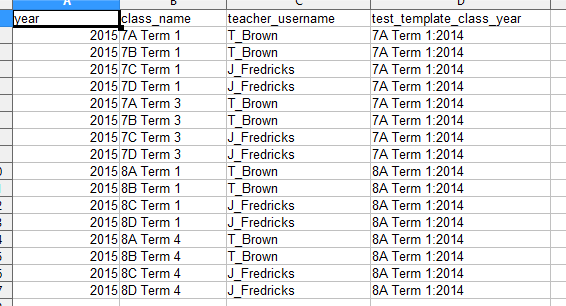 A B C D
year class_name teacher_username test_template_class_year
2015 7A Term 1 T_Brown 7A Term 1:2014
2015 7B Term 1 T_Brown 7A Term 1:2014
2015 7C Term 1 J_Fredricks 7A Term 1:2014
2015 7D Term 1 J_Fredricks 7A Term 1:2014
2015 7A Term 3 T_Brown 7A Term 1:2014
2015 7B Term 3 T_Brown 7A Term 1:2014
2015 7C Term 3 J_Fredricks 7A Term 1:2014
2015 7D Term 3 J_Fredricks 7A Term 1:2014
2015 8A Term 1 T_Brown 8A Term 1:2014
2015 8B Term 1 T_Brown 8A Term 1:2014
2015 8C Term 1 J_Fredricks 8A Term 1:2014
2015 8D Term 1 J_Fredricks 8A Term 1:2014
2015 8A Term 4 T_Brown 8A Term 1:2014
2015 8B Term 4 T_Brown 8A Term 1:2014
2015 8C Term 4 J_Fredricks 8A Term 1:2014
2015 8D Term 4 J_Fredricks 8A Term 1:2014